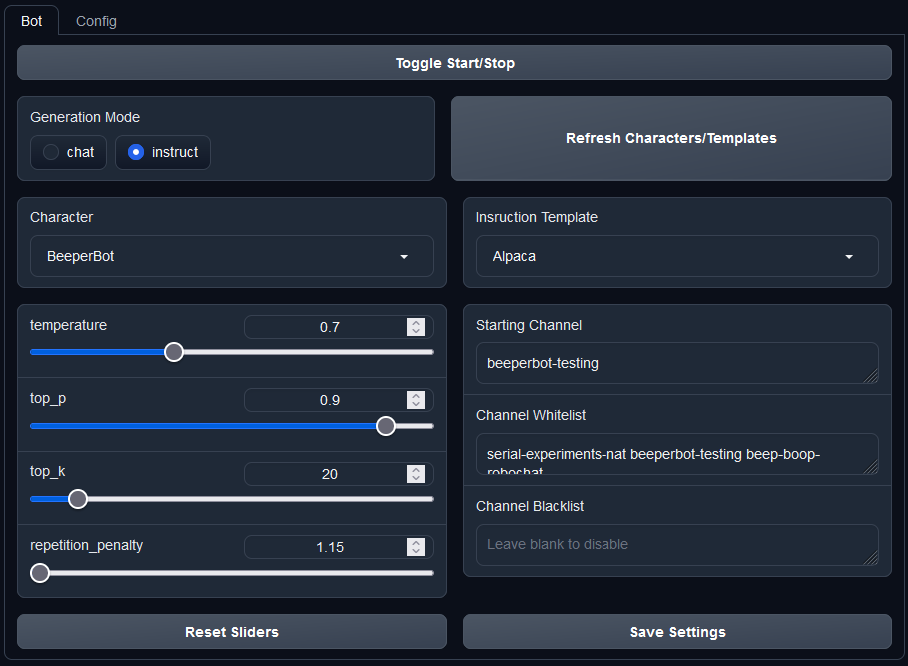 Bot Config
Toggle Start/Stop
Generation Mode
chat instruct
Refresh Characters/Templates
Character
BeeperBot
Insruction Template
Alpaca
temperature 0.7
top_p 0.9
top_k 20
repetition_penalty 1.15
Starting Channel
beeperbot-testing
Channel Whitelist
serial-experiments-nat beeperbot-testing beep-boop-
robochat
Channel Blacklist
Leave blank to disable
Reset Sliders
Save Settings